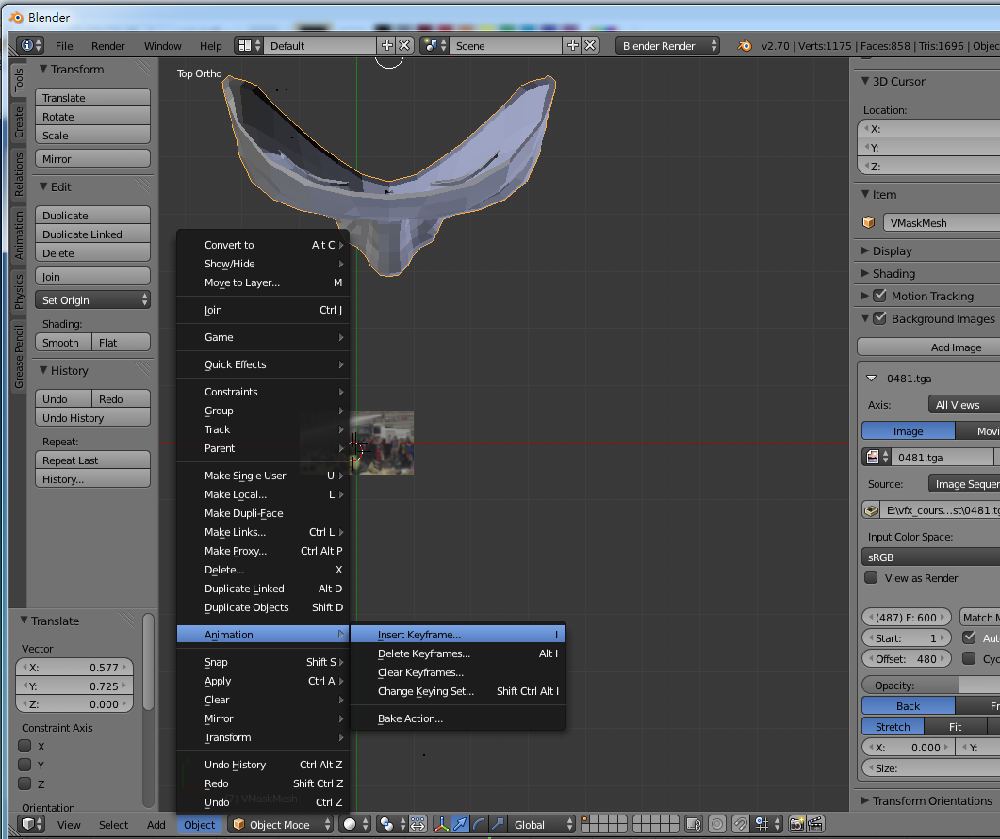 Blender
File Render Window Help Default Scene Blender Render v2.70 | Verts:1175 | Faces:858 | Tris:1696 | Objec
Tools
Create
Relations
Animation
Physics
Grease Pencil
Transform
Translate
Rotate
Scale
Mirror
Edit
Duplicate
Duplicate Linked
Delete
Join
Set Origin
Shading:
Smooth Flat
History
Undo Redo
Undo History
Repeat:
Repeat Last
History...
Translate
Vector
X: 0.577
Y: 0.725
Z: 0.000
Constraint Axis
X
Y
Z
Orientation
Top Ortho
Convert to Alt C
Show/Hide
Move to Layer... M
Join Ctrl J
Game
Quick Effects
Constraints
Group
Track
Parent
Make Single User U
Make Local... L
Make Dupli-Face
Make Links... Ctrl L
Make Proxy... Ctrl Alt P
Delete... X
Duplicate Linked Alt D
Duplicate Objects Shift D
Animation
Snap Shift S
Apply Ctrl A
Clear
Mirror
Transform
Undo History Ctrl Alt Z
Redo Shift Ctrl Z
VMaskMesh
Undo Ctrl Z
Insert Keyframe... I
Delete Keyframes... Alt I
Clear Keyframes...
Change Keying Set... Shift Ctrl Alt I
Bake Action...
View Select Add Object Object Mode Global
3D Cursor
Location:
X:
Y:
Z:
Item
VMaskMesh
Display
Shading
Motion Tracking
Background Images
Add Image
0481.tga
Axis: All Views
Image Movi
0481.tga
Source: Image Sequen
E:\vfx_cours...st\0481.tg
Input Color Space:
sRGB
View as Render
(487) F: 600 Match M
Start: 1 Aut
Offset: 480 Cyc
Opacity:
Back Fr
Stretch Fit
X: 0.000 Y:
Size:
Transform Orientations